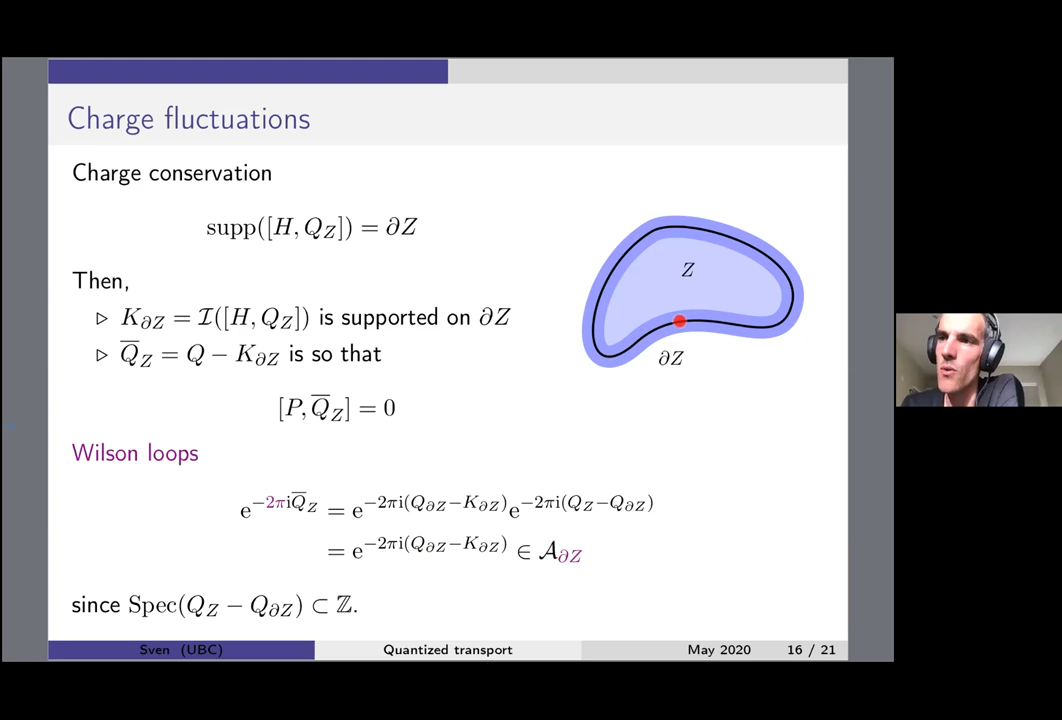 Charge fluctuations
Charge conservation
supp([H, Q_Z]) = ∂Z
Then,
▷ K_{∂Z} = ℐ([H, Q_Z]) is supported on ∂Z
▷ Q̅_Z = Q − K_{∂Z} is so that
[P, Q̅_Z] = 0
Wilson loops
e^{−2πiQ̅_Z} = e^{−2πi(Q_{∂Z}−K_{∂Z})}e^{−2πi(Q_Z−Q_{∂Z})}
= e^{−2πi(Q_{∂Z}−K_{∂Z})} ∈ 𝒜_{∂Z}
since Spec(Q_Z − Q_{∂Z}) ⊂ ℤ.
Z
∂Z
Sven (UBC) Quantized transport May 2020 16 / 21